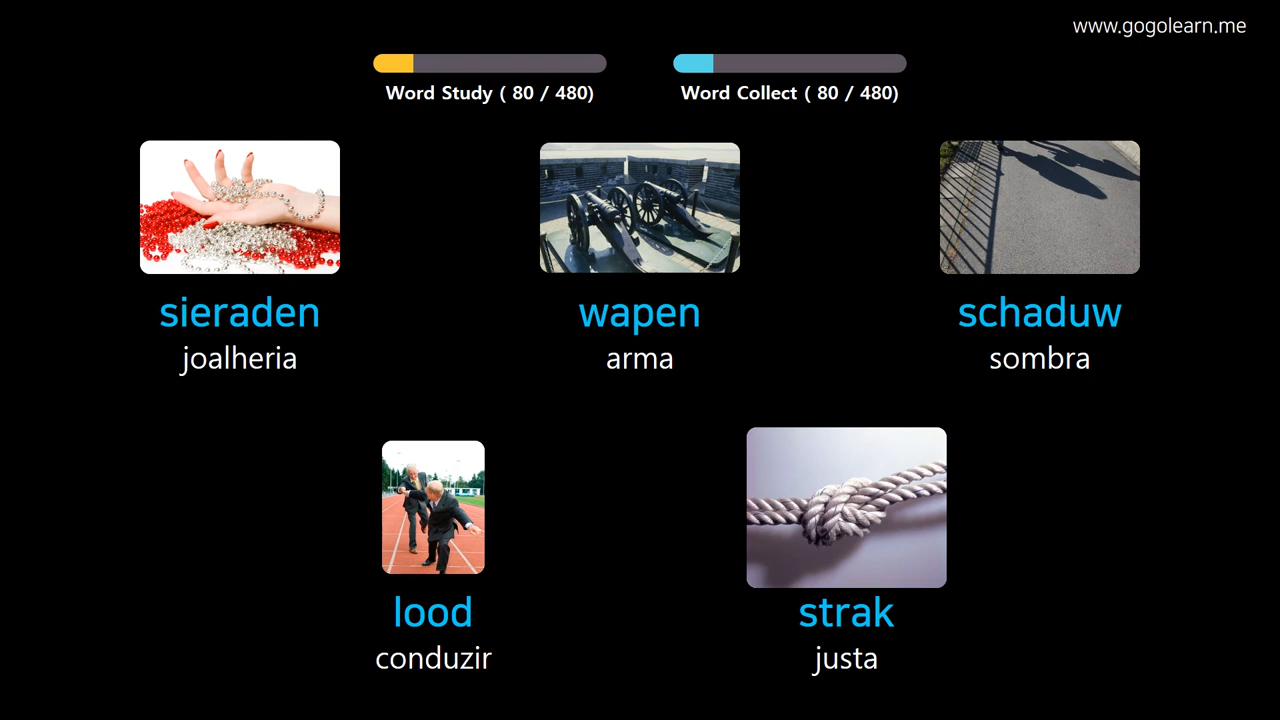 www.gogolearn.me
Word Study ( 80 / 480)
Word Collect ( 80 / 480)
sieraden
joalheria
wapen
arma
schaduw
sombra
lood
conduzir
strak
justa